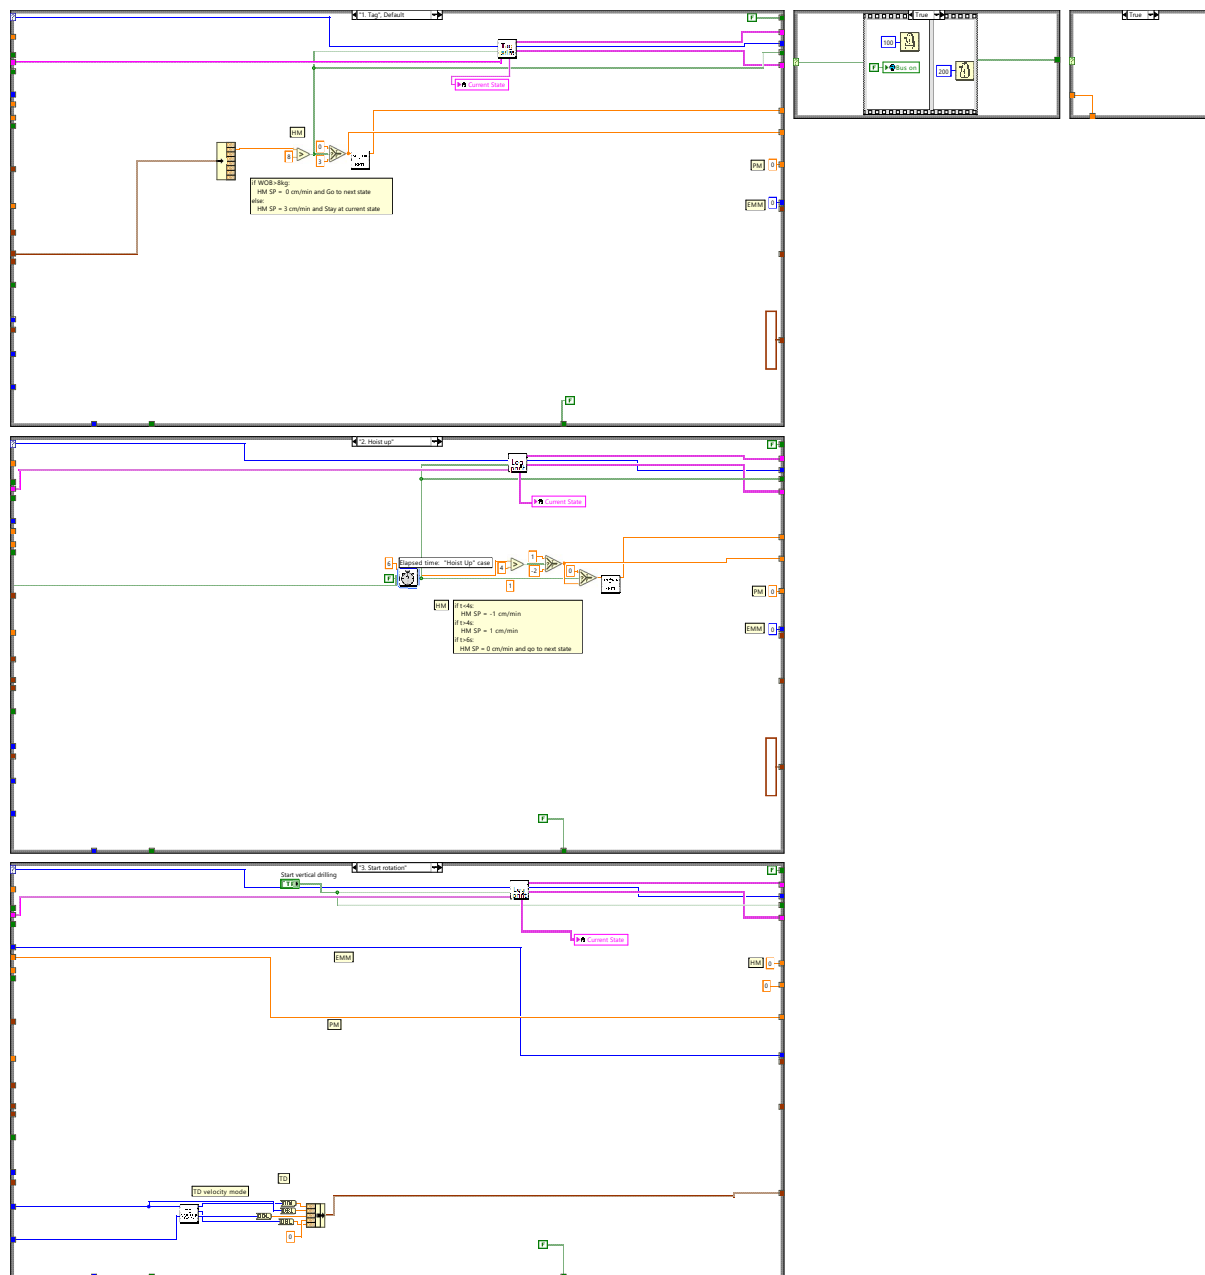 "1. Tag", Default
F
Current State
HM
8
0
3
if WOB>8kg:
HM SP = 0 cm/min and Go to next state
else:
HM SP = 3 cm/min and Stay at current state
PM
0
EMM
0
F
True
100
F
Bus on
200
True
"2. Hoist up"
F
Log
Current State
6
Elapsed time: "Hoist Up" case
F
4
1
-2
0
1
HM
if t<4s:
HM SP = -1 cm/min
if t>4s:
HM SP = 1 cm/min
if t>6s:
HM SP = 0 cm/min and go to next state
PM
0
EMM
0
F
"3. Start rotation"
F
Start vertical drilling
TF
Current State
EMM
HM
0
0
PM
TD
TD velocity mode
DBL
DBL
DBL
0
F